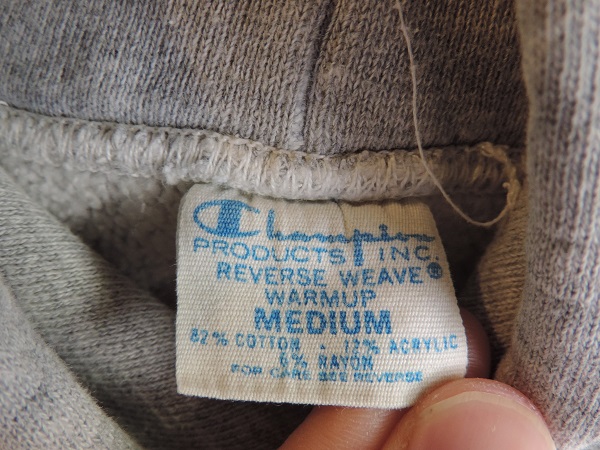 Champion
PRODUCTS INC.
REVERSE WEAVE®
WARMUP
MEDIUM
82% COTTON . 12% ACRYLIC
6% RAYON
FOR CARE SEE REVERSE